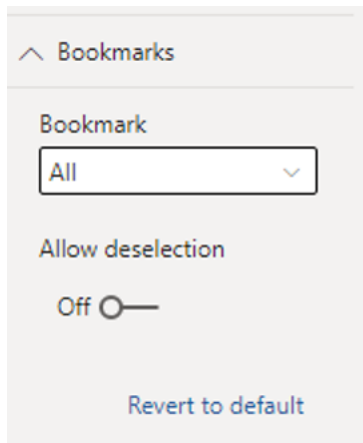 Bookmarks
Bookmark
All
Allow deselection
Off
Revert to default